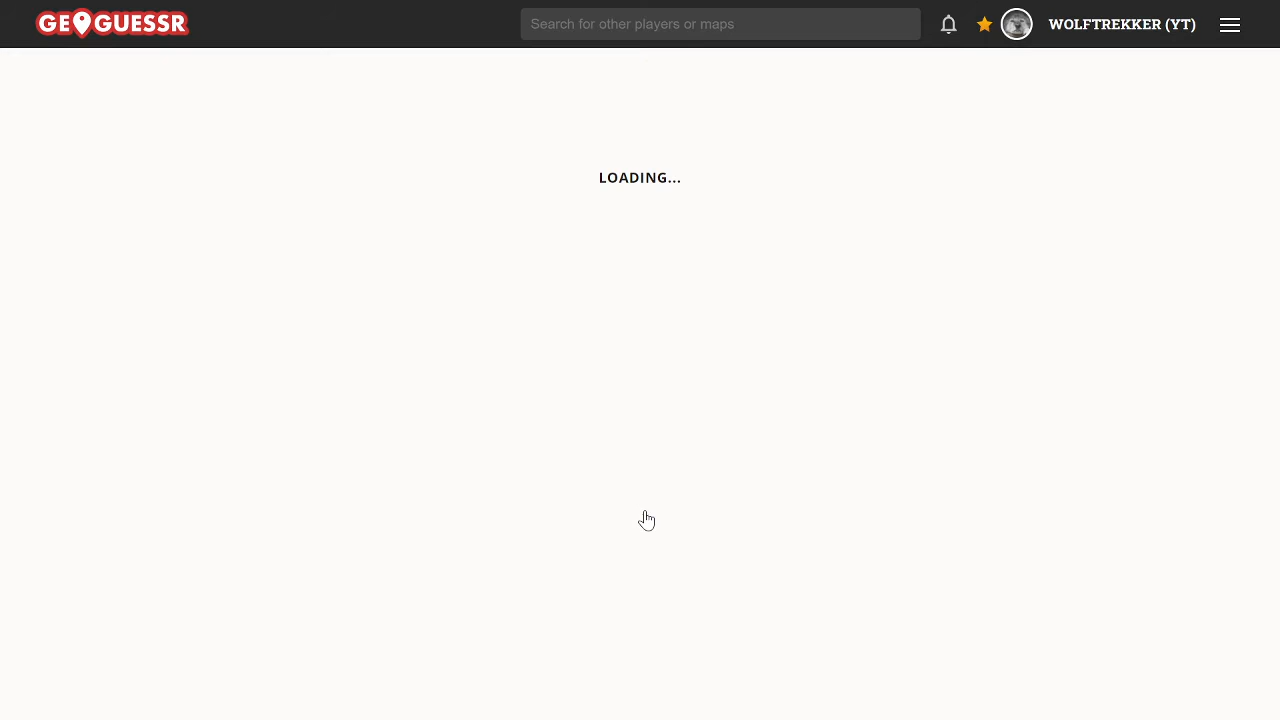 GEOGUESSR
Search for other players or maps
WOLFTREKKER (YT)
LOADING...